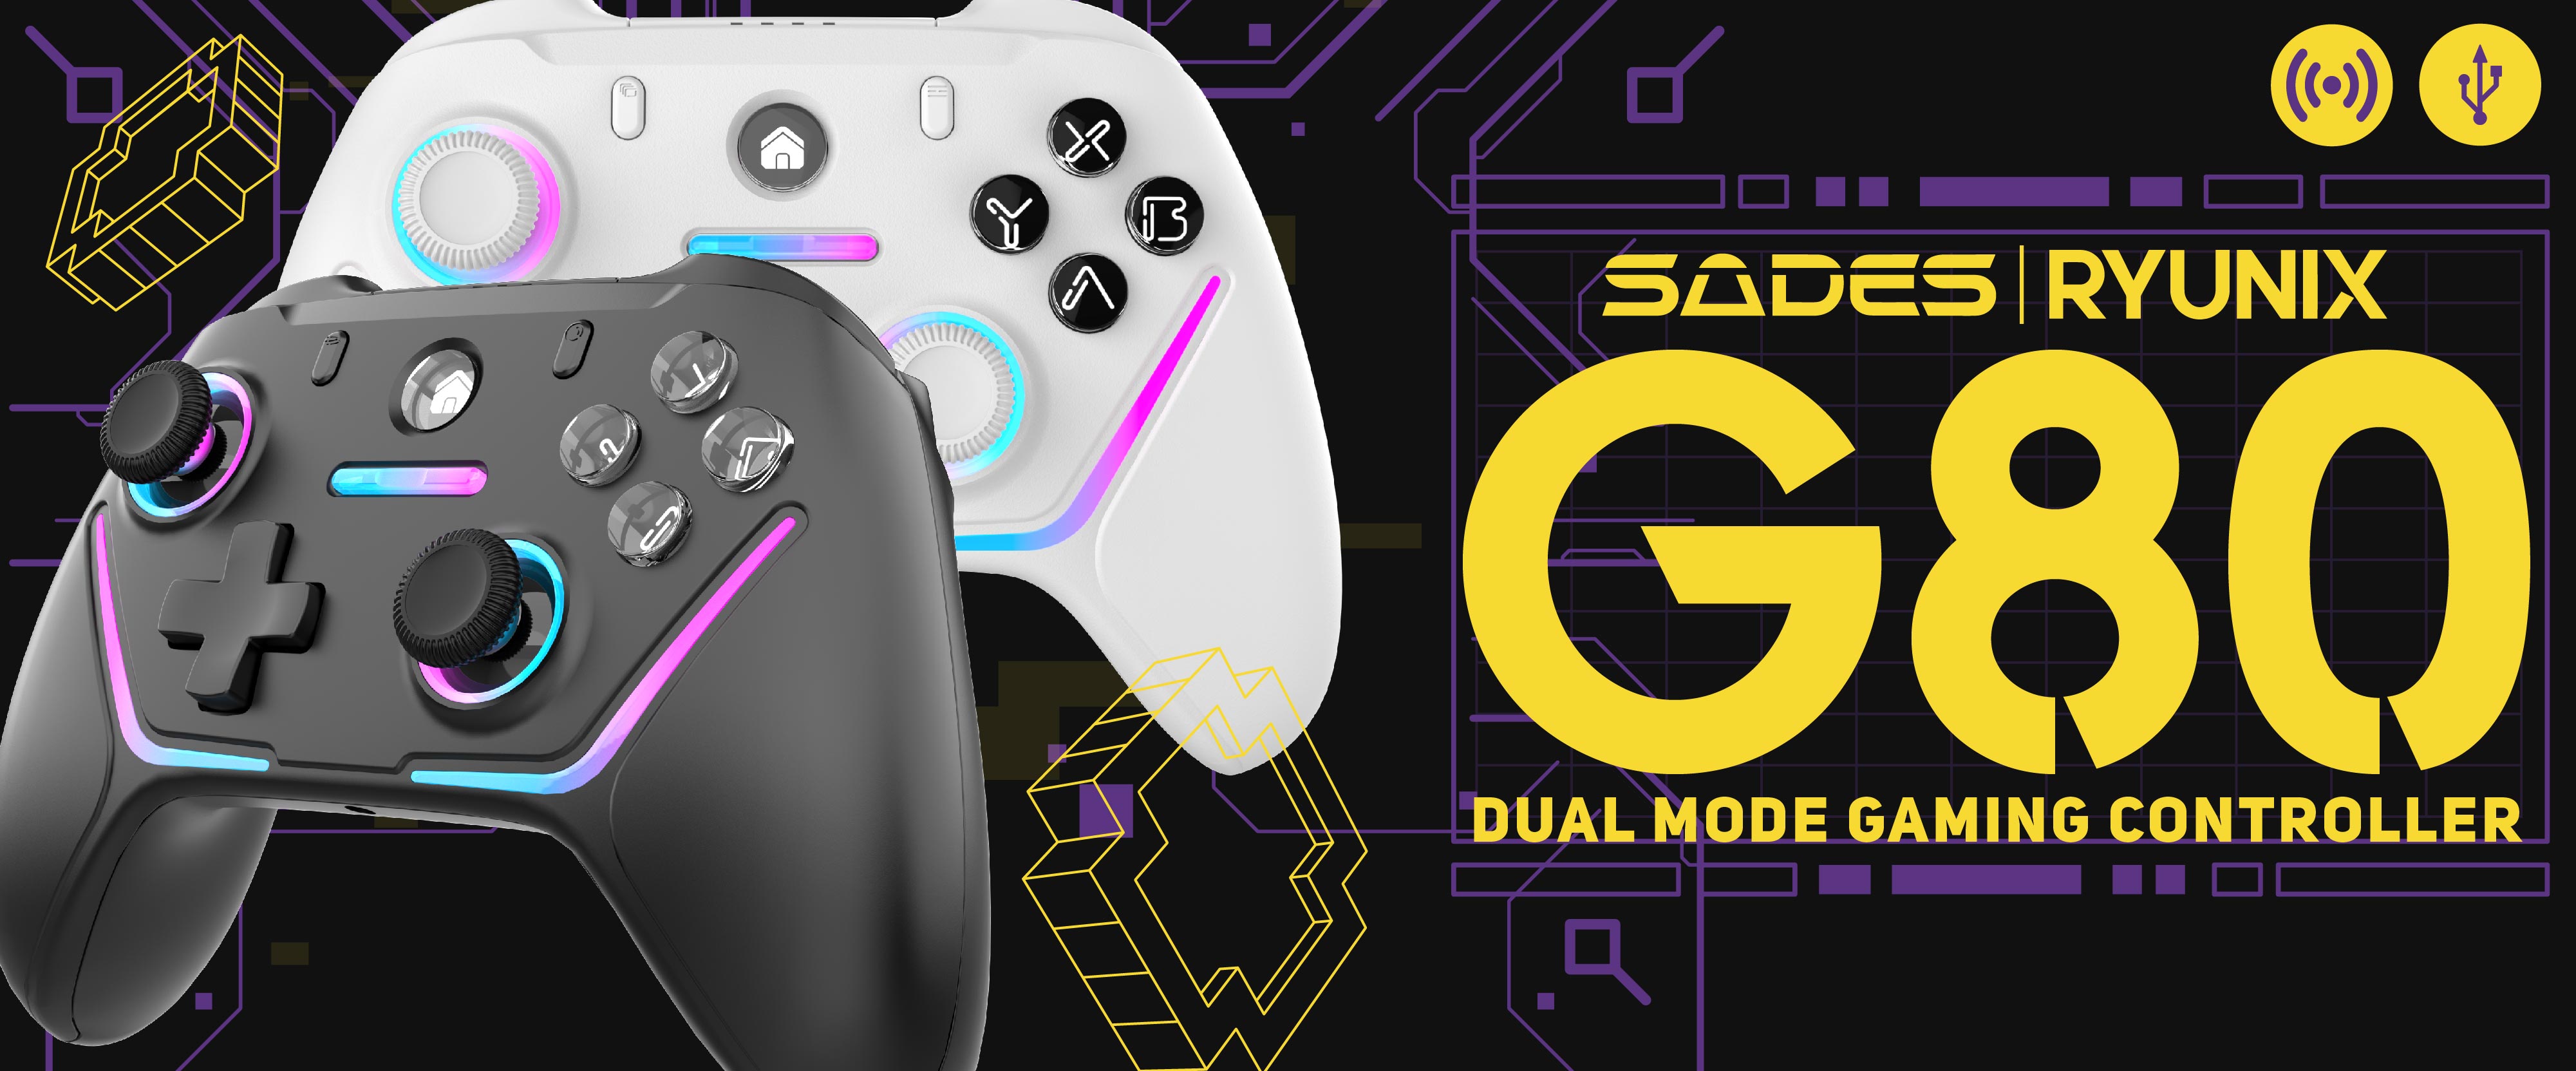 SADES | RYUNIX
G80
DUAL MODE GAMING CONTROLLER
X
Y
B
A